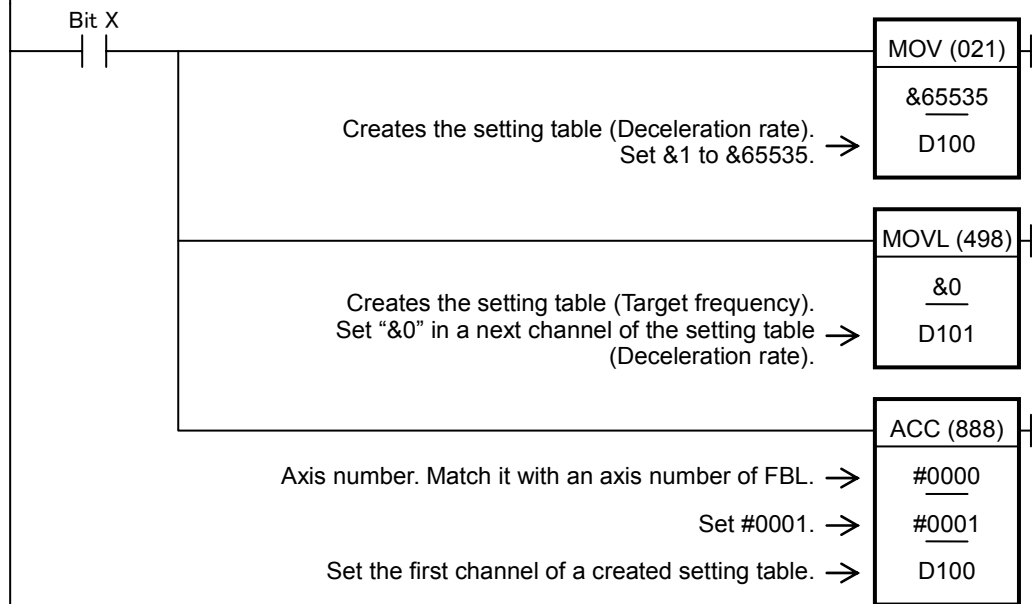 Bit X
MOV (021)
&65535
Creates the setting table (Deceleration rate).
Set &1 to &65535.
D100
MOVL (498)
&0
Creates the setting table (Target frequency).
Set “&0” in a next channel of the setting table
(Deceleration rate).
D101
ACC (888)
Axis number. Match it with an axis number of FBL.
#0000
Set #0001.
#0001
Set the first channel of a created setting table.
D100